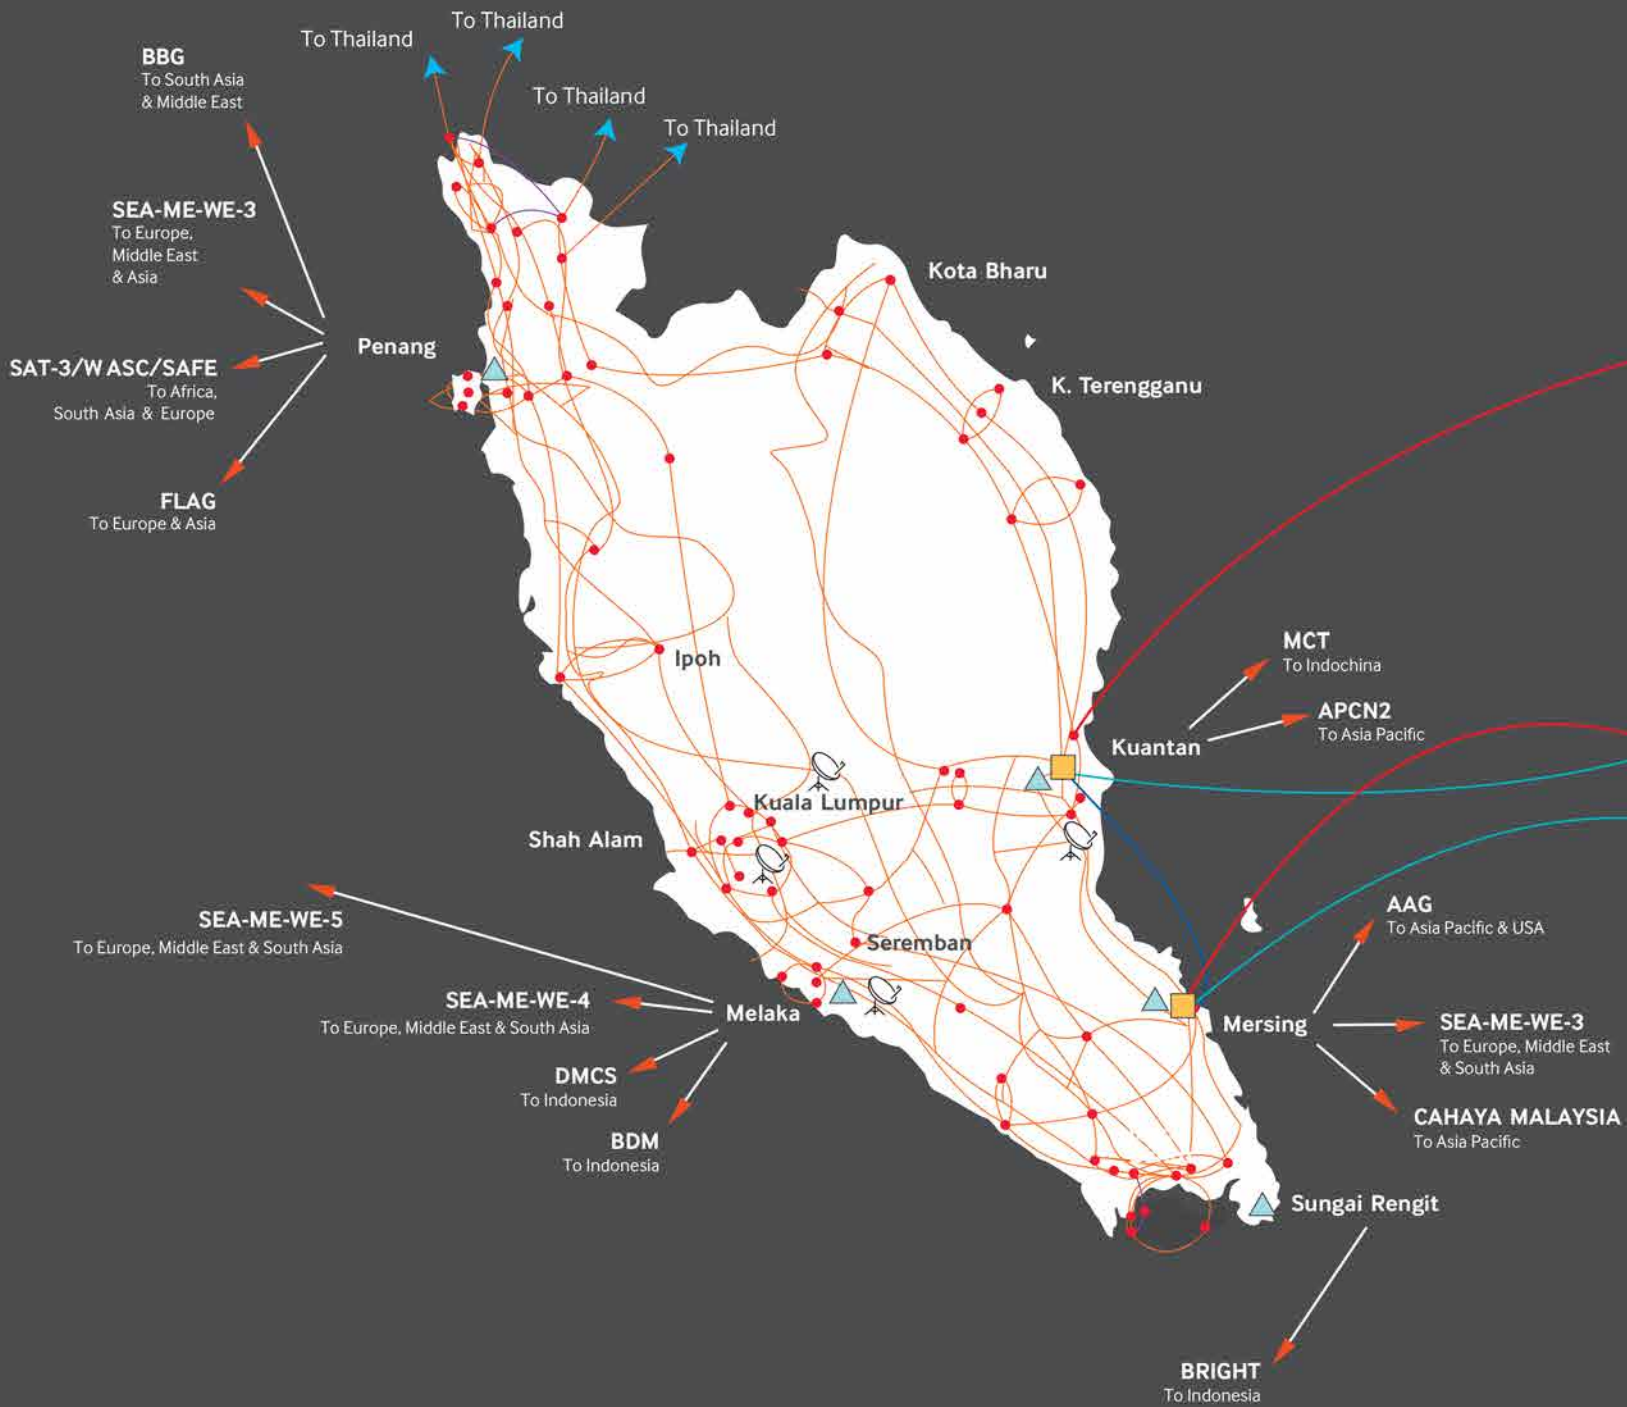 To Thailand
To Thailand
To Thailand
To Thailand
BBG
To South Asia
& Middle East
SEA-ME-WE-3
To Europe,
Middle East
& Asia
Penang
SAT-3/W ASC/SAFE
To Africa,
South Asia & Europe
FLAG
To Europe & Asia
Kota Bharu
K. Terengganu
Ipoh
MCT
To Indochina
APCN2
To Asia Pacific
Kuantan
Kuala Lumpur
Shah Alam
SEA-ME-WE-5
To Europe, Middle East & South Asia
Seremban
SEA-ME-WE-4
To Europe, Middle East & South Asia
Melaka
DMCS
To Indonesia
BDM
To Indonesia
AAG
To Asia Pacific & USA
Mersing
SEA-ME-WE-3
To Europe, Middle East
& South Asia
CAHAYA MALAYSIA
To Asia Pacific
Sungai Rengit
BRIGHT
To Indonesia